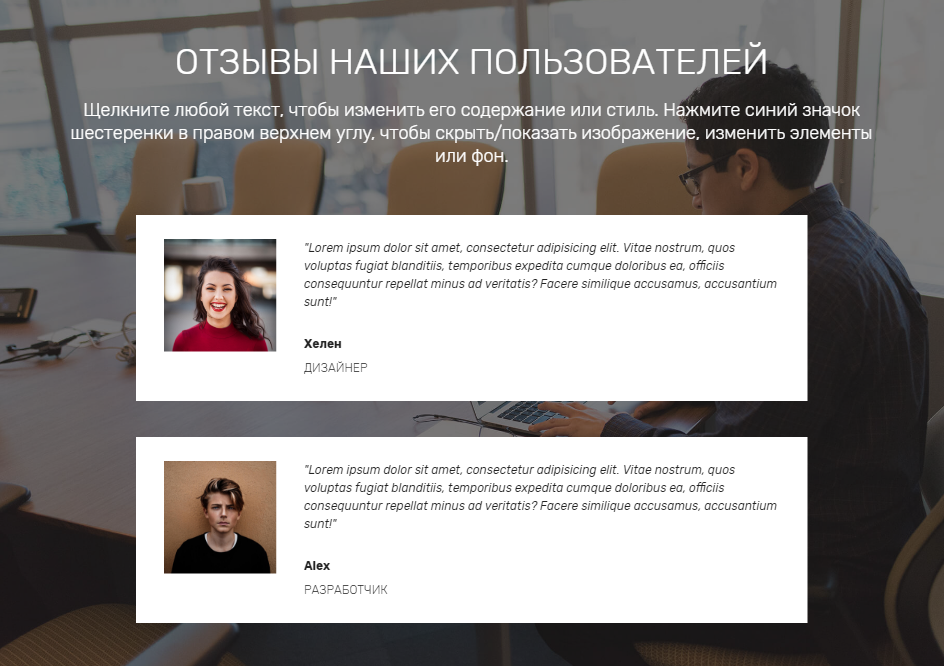 ОТЗЫВЫ НАШИХ ПОЛЬЗОВАТЕЛЕЙ
Щелкните любой текст, чтобы изменить его содержание или стиль. Нажмите синий значок
шестеренки в правом верхнем углу, чтобы скрыть/показать изображение, изменить элементы
или фон.
"Lorem ipsum dolor sit amet, consectetur adipisicing elit. Vitae nostrum, quos
voluptas fugiat blanditiis, temporibus expedita cumque doloribus ea, officiis
consequuntur repellat minus ad veritatis? Facere similique accusamus, accusantium
sunt!"
Хелен
ДИЗАЙНЕР
"Lorem ipsum dolor sit amet, consectetur adipisicing elit. Vitae nostrum, quos
voluptas fugiat blanditiis, temporibus expedita cumque doloribus ea, officiis
consequuntur repellat minus ad veritatis? Facere similique accusamus, accusantium
sunt!"
Alex
РАЗРАБОТЧИК